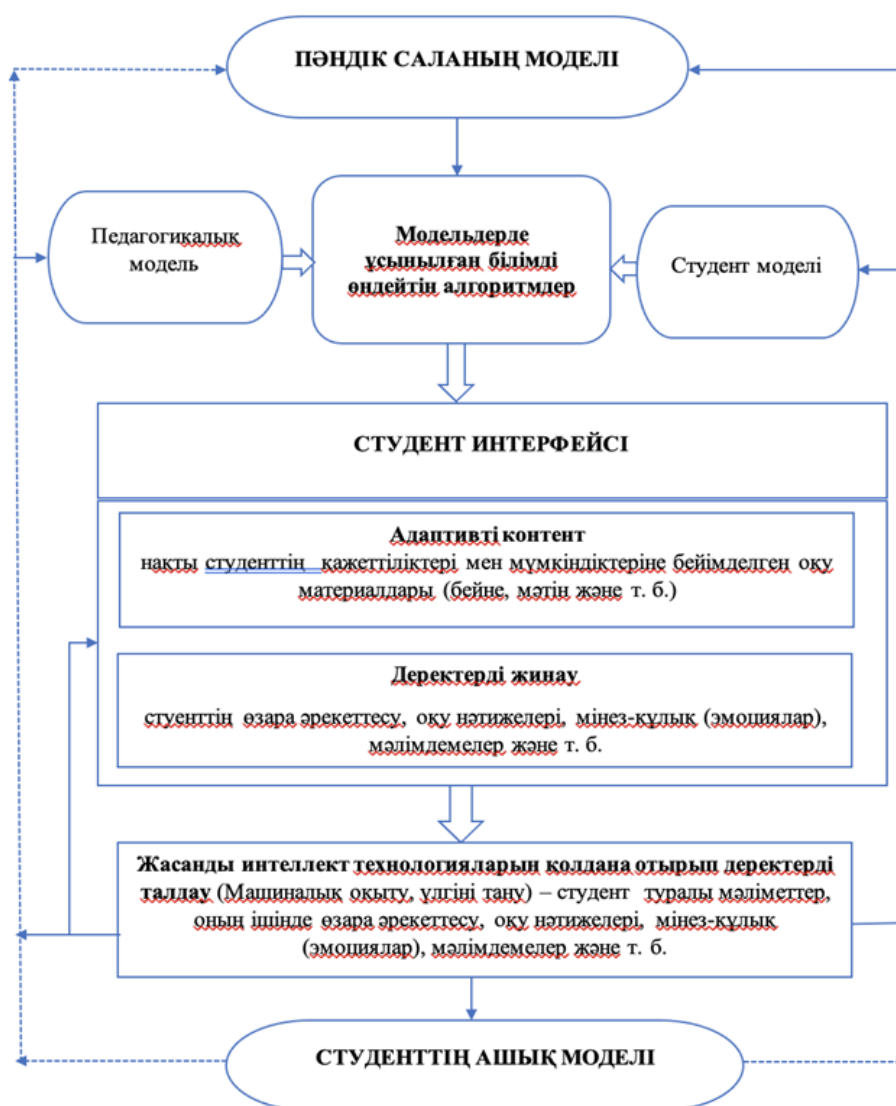 ПӘНДІК САЛАНЫҢ МОДЕЛІ
Педагогикалық
модель
Модельдерде
ұсынылған білімді
өңдейтін алгоритмдер
Студент моделі
СТУДЕНТ ИНТЕРФЕЙСІ
Адаптивті контент
нақты студенттің қажеттіліктері мен мүмкіндіктеріне бейімделген оқу
материалдары (бейне, мәтін және т. б.)
Деректерді жинау
стуенттің өзара әрекеттесу, оқу нәтижелері, мінез-құлық (эмоциялар),
мәлімдемелер және т. б.
Жасанды интеллект технологияларын қолдана отырып деректерді
талдау (Машиналық оқыту, үлгіні тану) – студент туралы мәліметтер,
оның ішінде өзара әрекеттесу, оқу нәтижелері, мінез-құлық
(эмоциялар), мәлімдемелер және т. б.
СТУДЕНТТІҢ АШЫҚ МОДЕЛІ